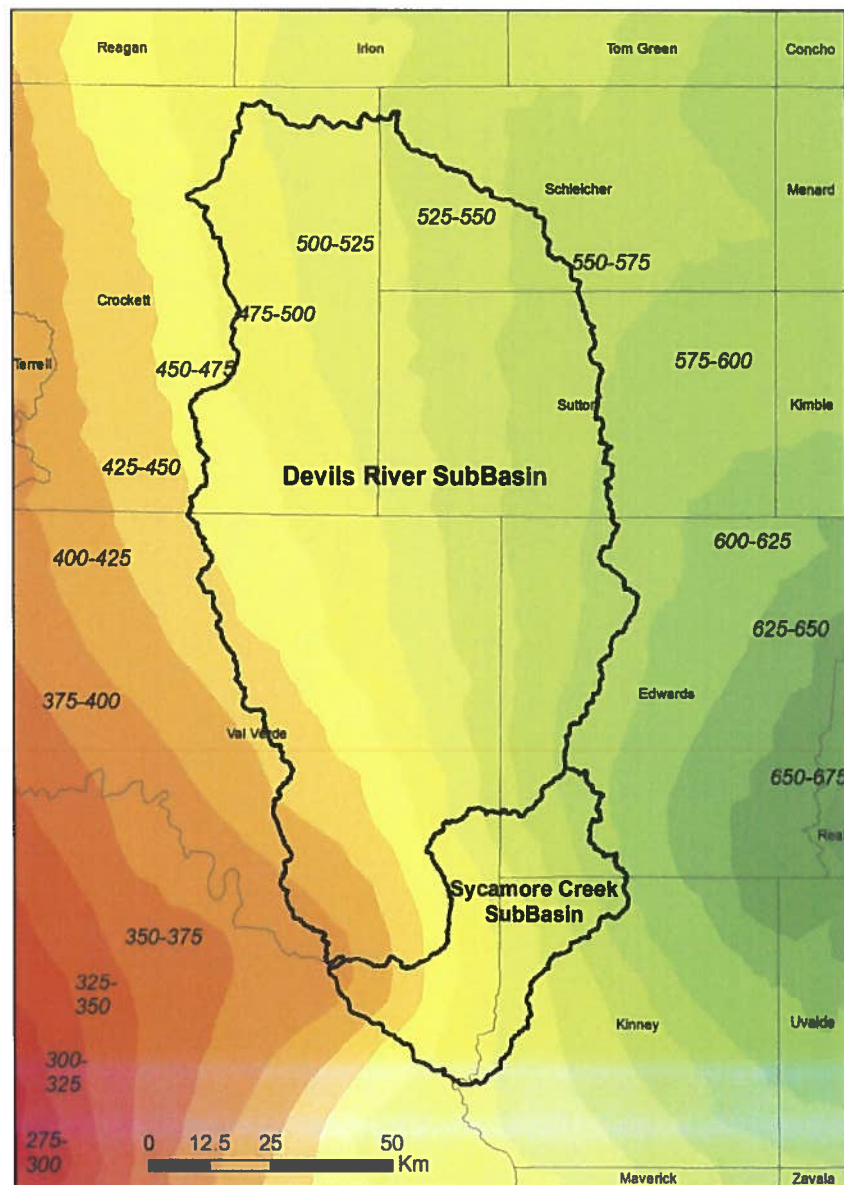 Reagan
Irion
Tom Green
Concho
Schleicher
Menard
525-550
500-525
550-575
Crockett
475-500
Terrell
450-475
575-600
Sutton
Kimble
425-450
Devils River SubBasin
400-425
600-625
625-650
375-400
Edwards
Val Verde
650-675
Rea
Sycamore Creek
SubBasin
350-375
325-
350
Kinney
Uvalde
300-
325
275-
300
0 12.5 25 50
Km
Maverick
Zavala